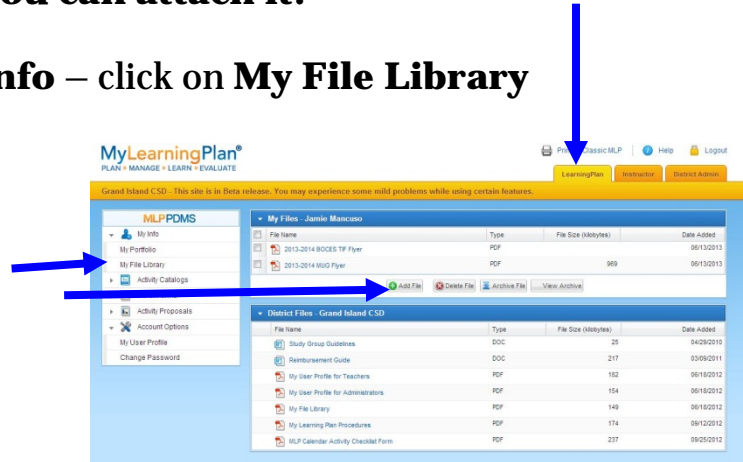 ou can attach it.
nfo – click on My File Library
MyLearningPlan®
PLAN • MANAGE • LEARN • EVALUATE
Classic MLP Help Logout
LearningPlan Instructor District Admin
Grand Island CSD - This site is in Beta release. You may experience some mild problems while using certain features.
MLPPDMS
My Info
My Portfolio
My File Library
Activity Catalogs
Activity Proposals
Account Options
My User Profile
Change Password
My Files - Jamie Mancuso
File Name Type File Size (kilobytes) Date Added
2013-2014 BOCES TIF Flyer PDF 06/13/2013
2013-2014 MUG Flyer PDF 969 06/13/2013
Add File Delete File Archive File View Archive
District Files - Grand Island CSD
File Name Type File Size (kilobytes) Date Added
Study Group Guidelines DOC 25 04/28/2010
Reimbursement Guide DOC 217 03/09/2011
My User Profile for Teachers PDF 182 06/18/2012
My User Profile for Administrators PDF 154 06/18/2012
My File Library PDF 149 06/18/2012
My Learning Plan Procedures PDF 174 09/12/2012
MLP Calendar Activity Checklist Form PDF 237 09/25/2012